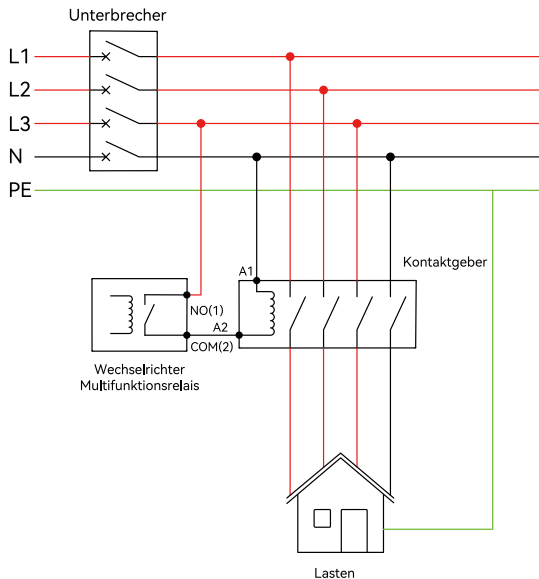 Unterbrecher
L1
L2
L3
N
PE
A1
Kontaktgeber
NO(1)
A2
COM(2)
Wechselrichter
Multifunktionsrelais
Lasten